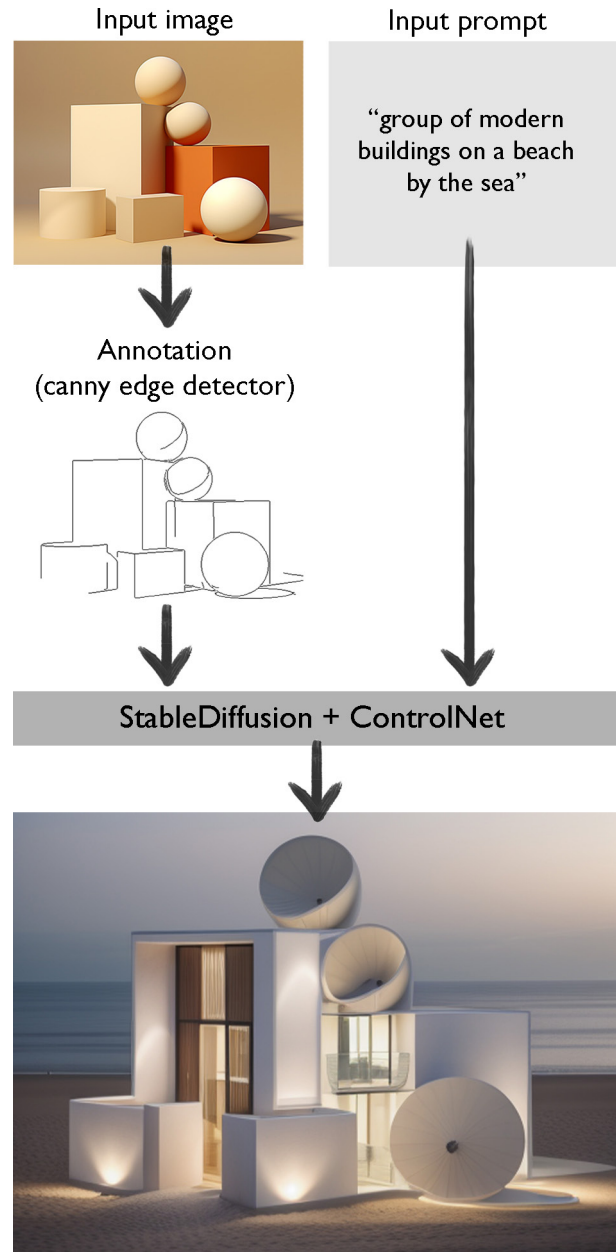 Input image
Input prompt
“group of modern
buildings on a beach
by the sea”
Annotation
(canny edge detector)
StableDiffusion + ControlNet